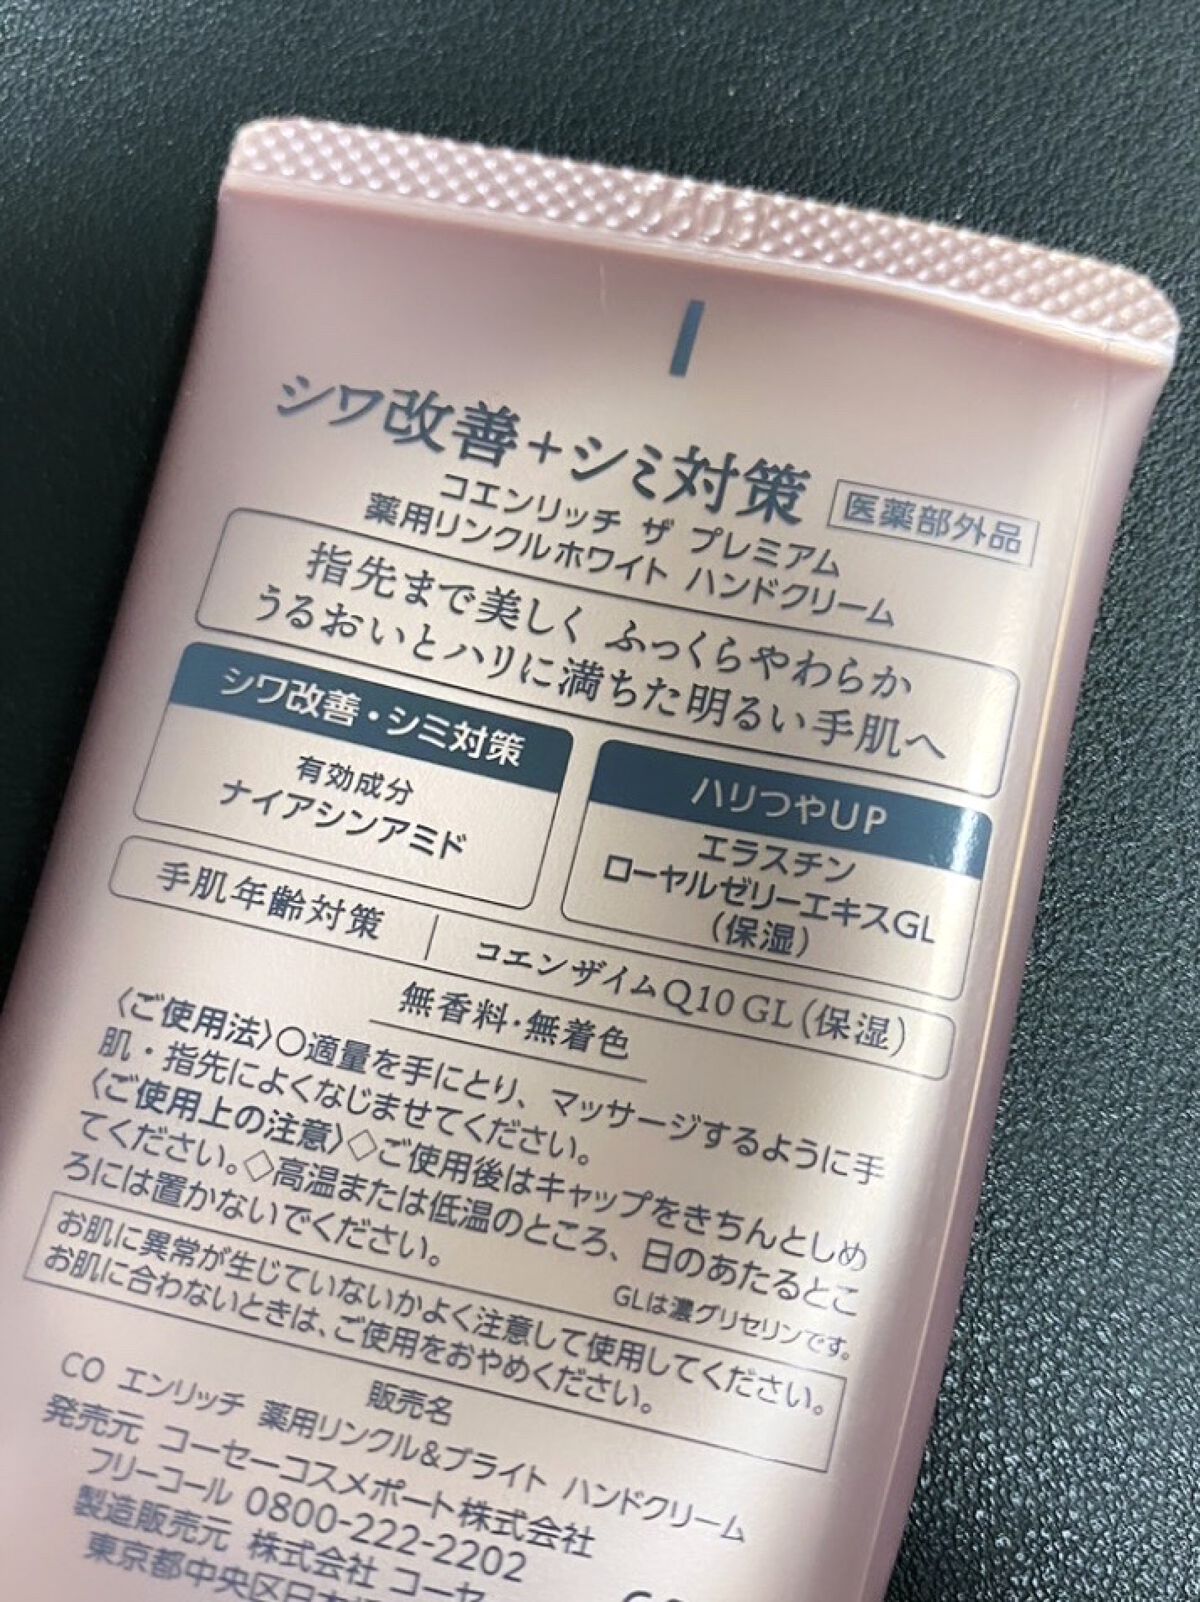 シワ改善+シミ対策 医薬部外品
コエンリッチ ザ プレミアム
薬用リンクルホワイト ハンドクリーム
指先まで美しく ふっくらやわらか
うるおいとハリに満ちた明るい手肌へ
シワ改善・シミ対策
有効成分
ナイアシンアミド
ハリつやUP
エラスチン
ローヤルゼリーエキスGL
(保湿)
手肌年齢対策 コエンザイムQ10 GL (保湿)
無香料・無着色
〈ご使用法〉○適量を手にとり、マッサージするように手
肌・指先によくなじませてください。
〈ご使用上の注意〉◇ご使用後はキャップをきちんとしめ
てください。◇高温または低温のところ、日のあたるとこ
ろには置かないでください。
GLは濃グリセリンです。
お肌に異常が生じていないかよく注意して使用してください。
お肌に合わないときは、ご使用をおやめください。
販売名
CO エンリッチ 薬用リンクル&ブライト ハンドクリーム
発売元 コーセーコスメポート株式会社
フリーコール 0800-222-2202
製造販売元 株式会社 コーセ
東京都中央区日本